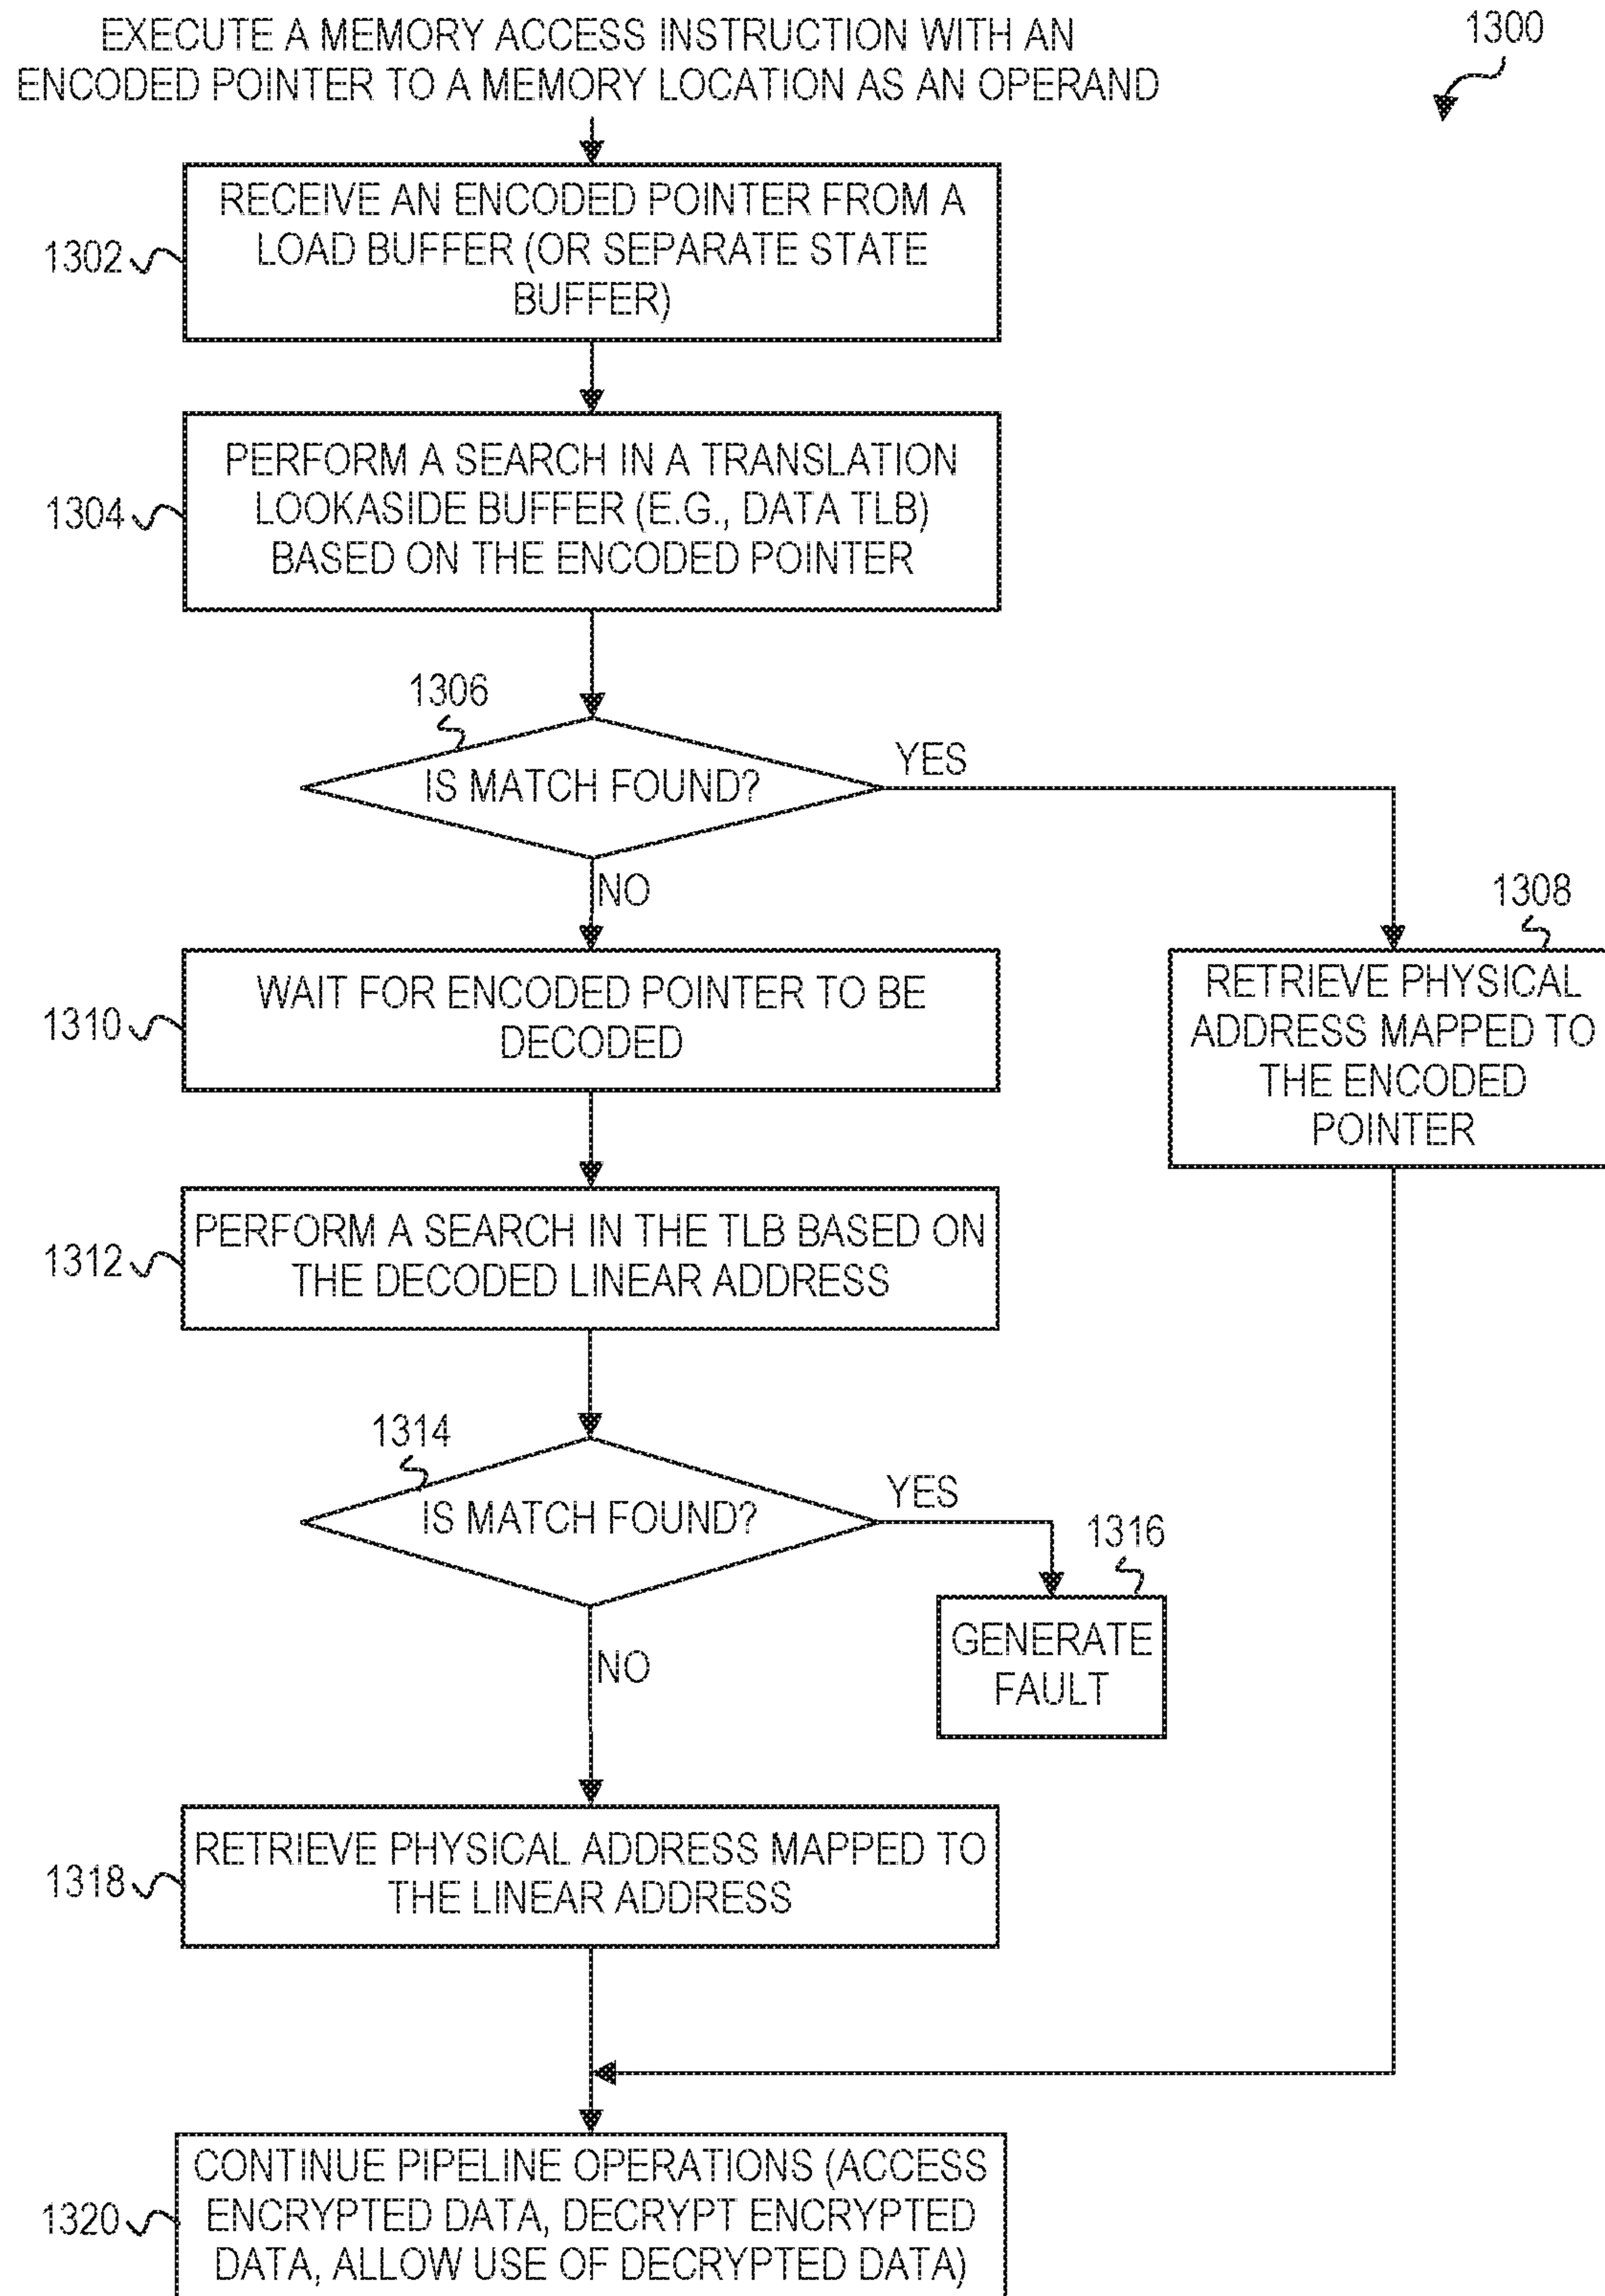 EXECUTE A MEMORY ACCESS INSTRUCTION WITH AN
ENCODED POINTER TO A MEMORY LOCATION AS AN OPERAND
1300
RECEIVE AN ENCODED POINTER FROM A
LOAD BUFFER (OR SEPARATE STATE
BUFFER)
1302
PERFORM A SEARCH IN A TRANSLATION
LOOKASIDE BUFFER (E.G., DATA TLB)
BASED ON THE ENCODED POINTER
1304
1306
IS MATCH FOUND?
YES
NO
1308
RETRIEVE PHYSICAL
ADDRESS MAPPED TO
THE ENCODED
POINTER
WAIT FOR ENCODED POINTER TO BE
DECODED
1310
PERFORM A SEARCH IN THE TLB BASED ON
THE DECODED LINEAR ADDRESS
1312
1314
IS MATCH FOUND?
YES
1316
GENERATE
FAULT
NO
RETRIEVE PHYSICAL ADDRESS MAPPED TO
THE LINEAR ADDRESS
1318
CONTINUE PIPELINE OPERATIONS (ACCESS
ENCRYPTED DATA, DECRYPT ENCRYPTED
DATA, ALLOW USE OF DECRYPTED DATA)
1320